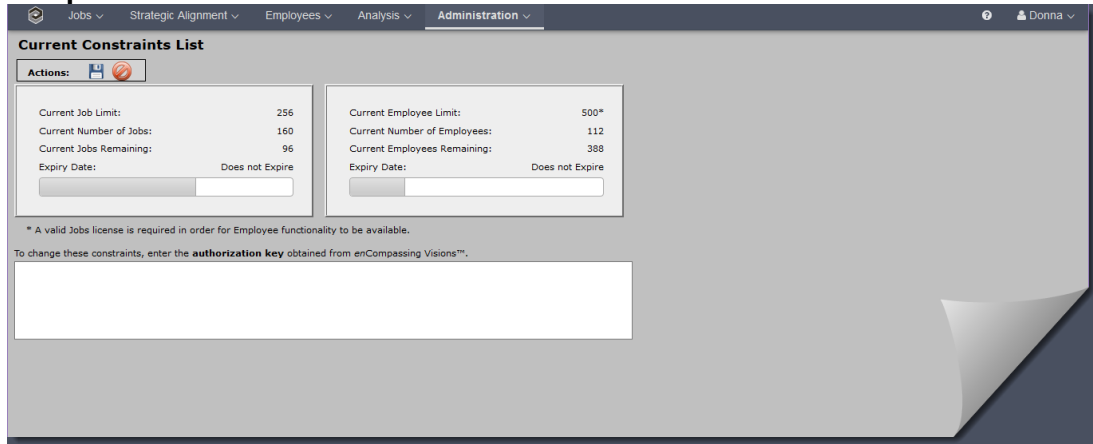 Jobs Strategic Alignment Employees Analysis Administration Donna
Current Constraints List
Actions:
Current Job Limit: 256
Current Number of Jobs: 160
Current Jobs Remaining: 96
Expiry Date: Does not Expire
Current Employee Limit: 500*
Current Number of Employees: 112
Current Employees Remaining: 388
Expiry Date: Does not Expire
* A valid Jobs license is required in order for Employee functionality to be available.
To change these constraints, enter the authorization key obtained from enCompassing Visions™.